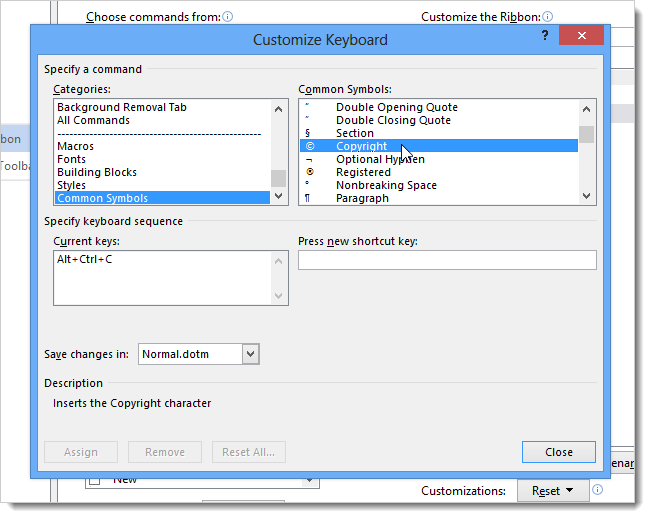 Choose commands from:
Customize the Ribbon:
Customize Keyboard
?
Specify a command
Categories:
Background Removal Tab
All Commands
Macros
Fonts
Building Blocks
Styles
Common Symbols
Common Symbols:
“ Double Opening Quote
” Double Closing Quote
§ Section
© Copyright
¬ Optional Hyphen
® Registered
° Nonbreaking Space
¶ Paragraph
Specify keyboard sequence
Current keys:
Alt+Ctrl+C
Press new shortcut key:
Save changes in:
Normal.dotm
Description
Inserts the Copyright character
Assign
Remove
Reset All...
Close
bon
Toolba
New
enar
Customizations:
Reset